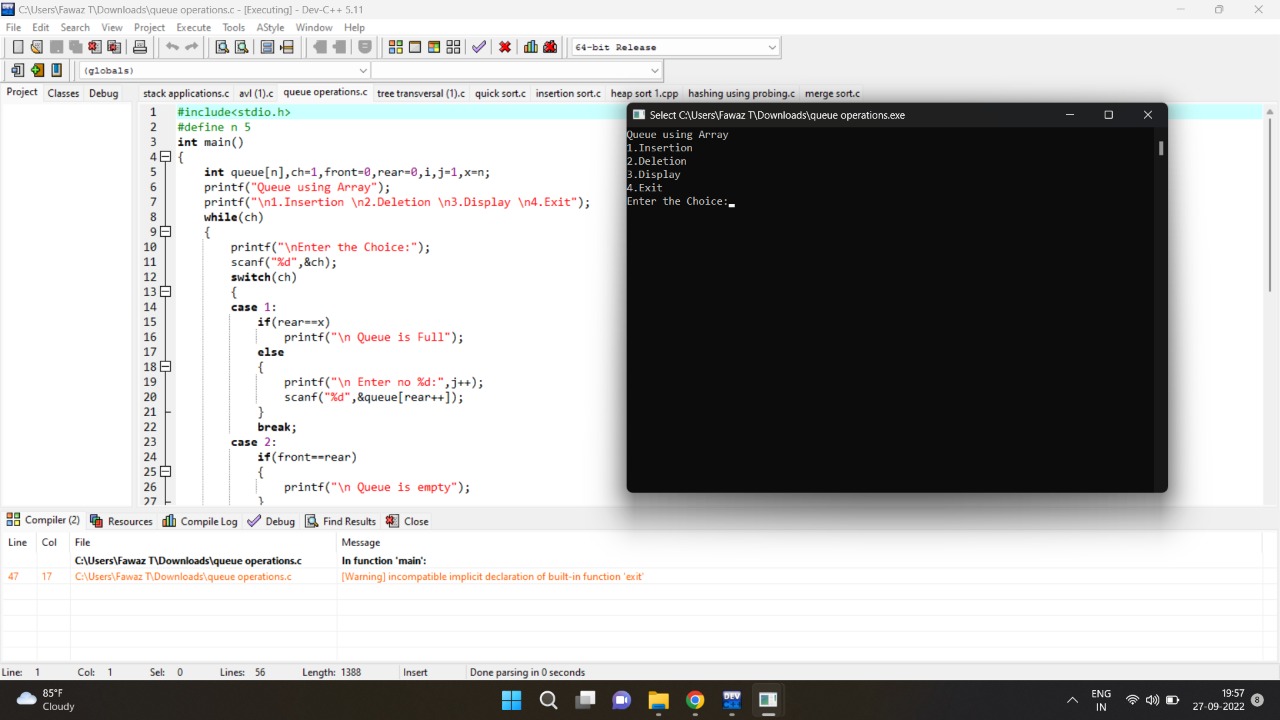 C:\Users\Fawaz T\Downloads\queue operations.c - [Executing] - Dev-C++ 5.11
File Edit Search View Project Execute Tools AStyle Window Help
64-bit Release
(globals)
Project Classes Debug
stack applications.c avl (1).c queue operations.c tree transversal (1).c quick sort.c insertion sort.c heap sort 1.cpp hashing using probing.c merge sort.c
1 #include<stdio.h>
2 #define n 5
3 int main()
4 {
5 int queue[n],ch=1,front=0,rear=0,i,j=1,x=n;
6 printf("Queue using Array");
7 printf("\n1.Insertion \n2.Deletion \n3.Display \n4.Exit");
8 while(ch)
9 {
10 printf("\nEnter the Choice:");
11 scanf("%d",&ch);
12 switch(ch)
13 {
14 case 1:
15 if(rear==x)
16 printf("\n Queue is Full");
17 else
18 {
19 printf("\n Enter no %d:",j++);
20 scanf("%d",&queue[rear++]);
21 }
22 break;
23 case 2:
24 if(front==rear)
25 {
26 printf("\n Queue is empty");
27 }
Select C:\Users\Fawaz T\Downloads\queue operations.exe
Queue using Array
1.Insertion
2.Deletion
3.Display
4.Exit
Enter the Choice:
Compiler (2) Resources Compile Log Debug Find Results Close
Line Col File Message
C:\Users\Fawaz T\Downloads\queue operations.c In function 'main':
47 17 C:\Users\Fawaz T\Downloads\queue operations.c [Warning] incompatible implicit declaration of built-in function 'exit'
Line: 1 Col: 1 Sel: 0 Lines: 56 Length: 1388 Insert Done parsing in 0 seconds
85°F
Cloudy
ENG
IN
19:57
27-09-2022
8